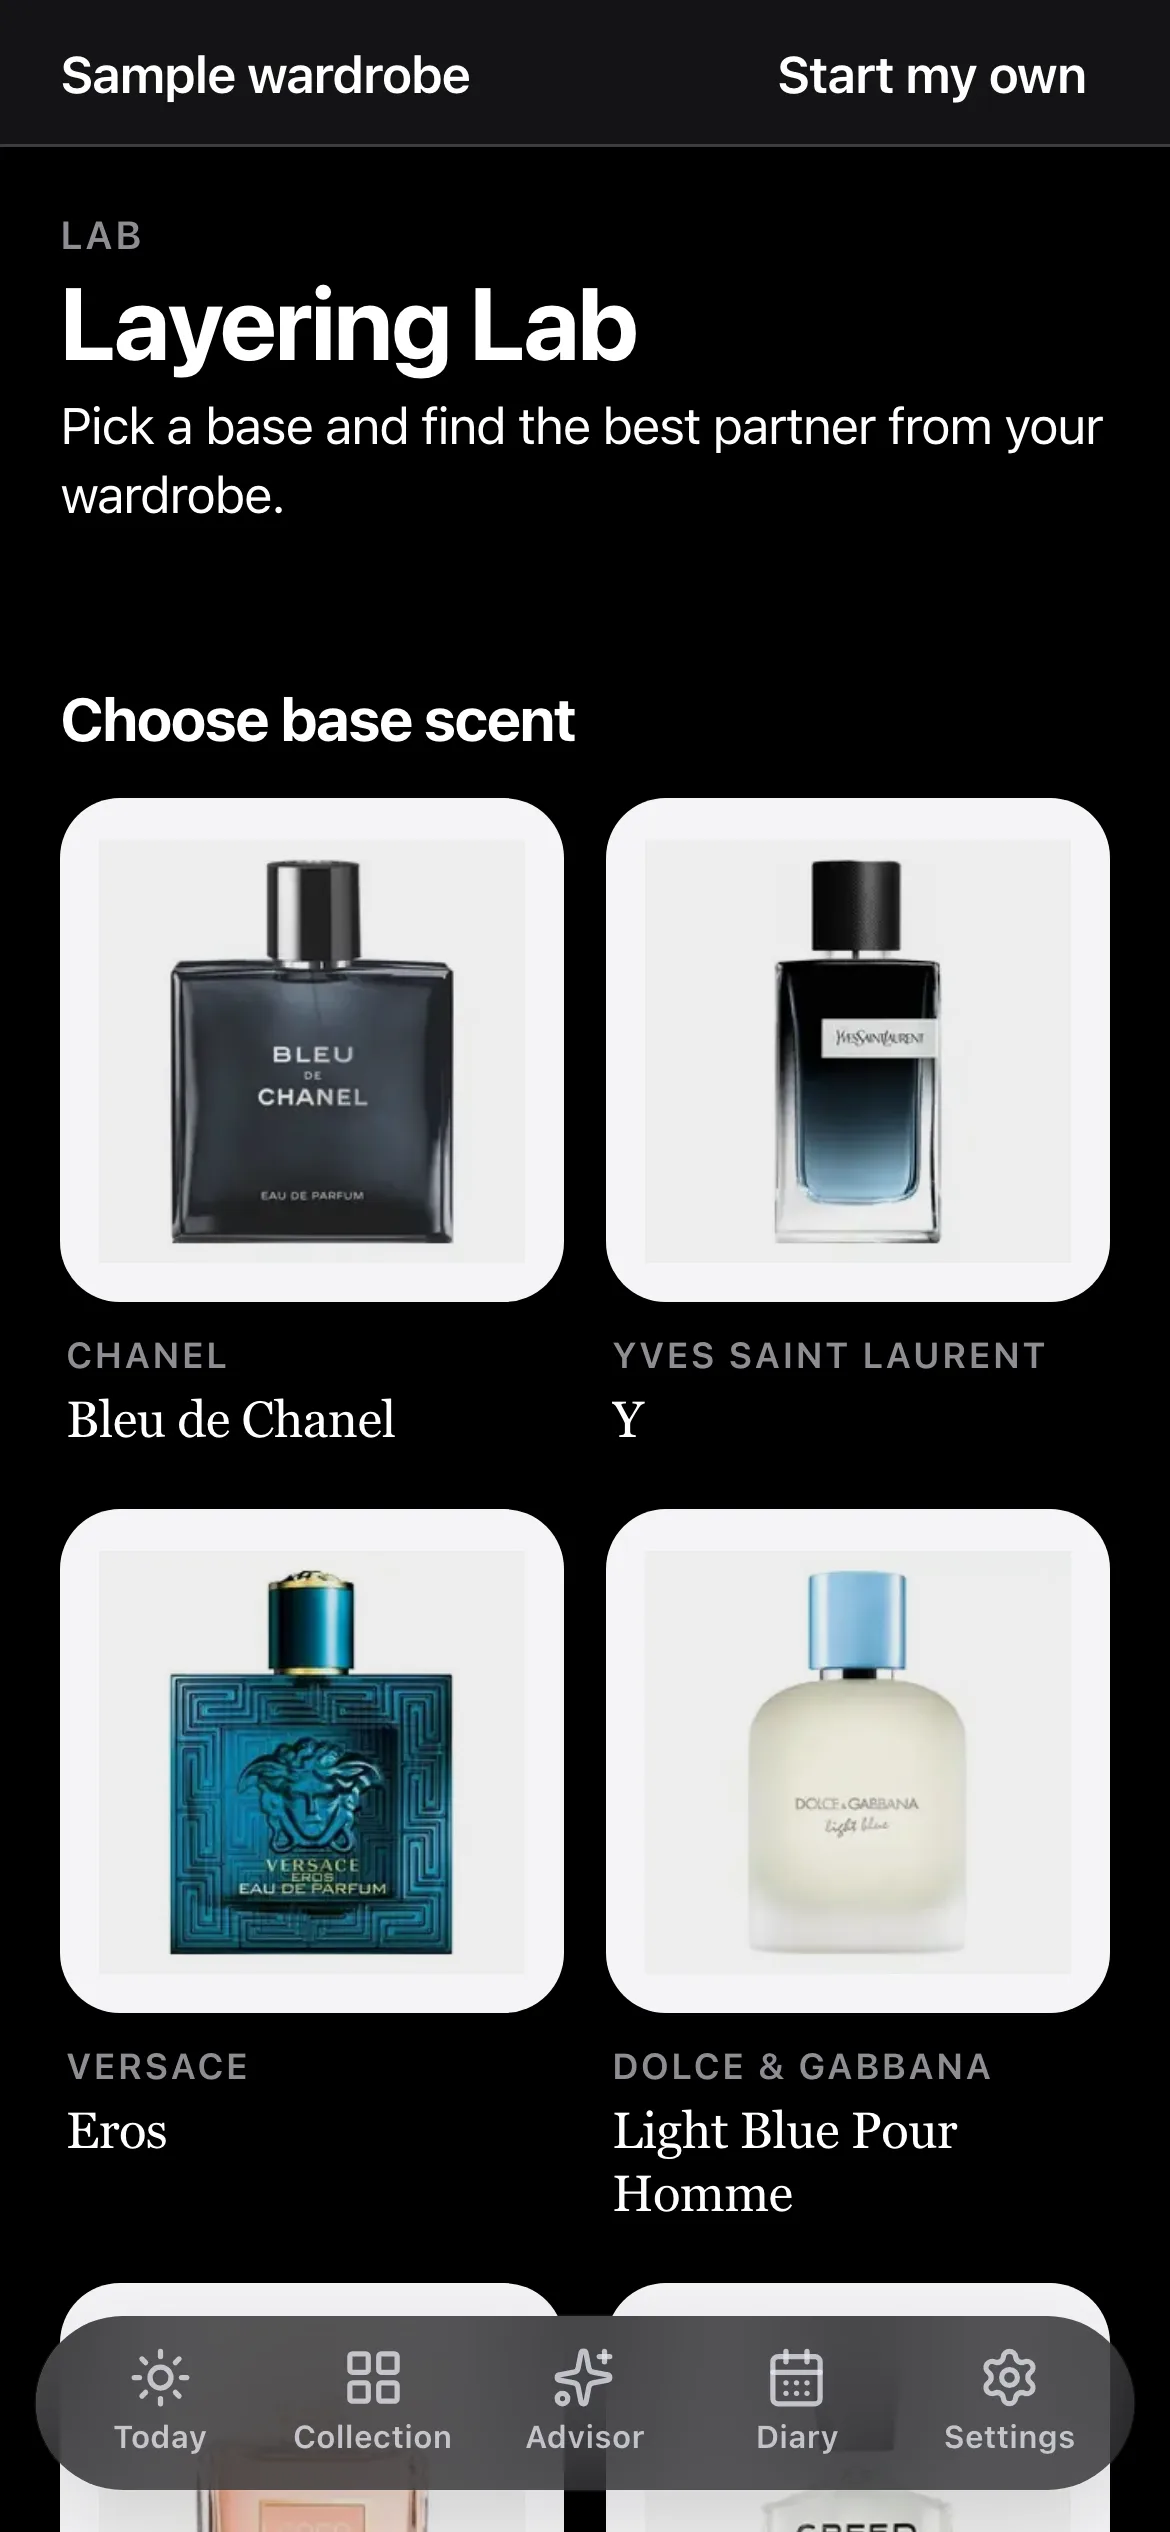 Sample wardrobe
Start my own
LAB
Layering Lab
Pick a base and find the best partner from your
wardrobe.
Choose base scent
BLEU
DE
CHANEL
EAU DE PARFUM
YVESSAINTLAURENT
CHANEL
Bleu de Chanel
YVES SAINT LAURENT
Y
VERSACE
EROS
EAU DE PARFUM
DOLCE & GABBANA
light blue
VERSACE
Eros
DOLCE & GABBANA
Light Blue Pour
Homme
Today
Collection
Advisor
Diary
Settings
CREED